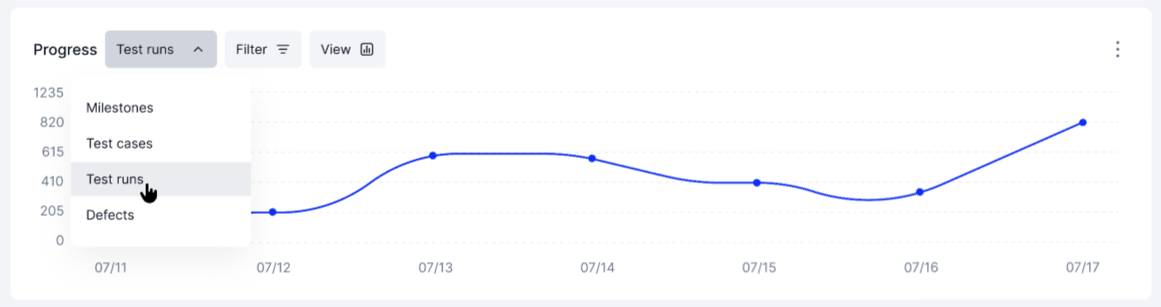 Progress Test runs Filter View
1235
820
615
410
205
0
Milestones
Test cases
Test runs
Defects
07/11 07/12 07/13 07/14 07/15 07/16 07/17